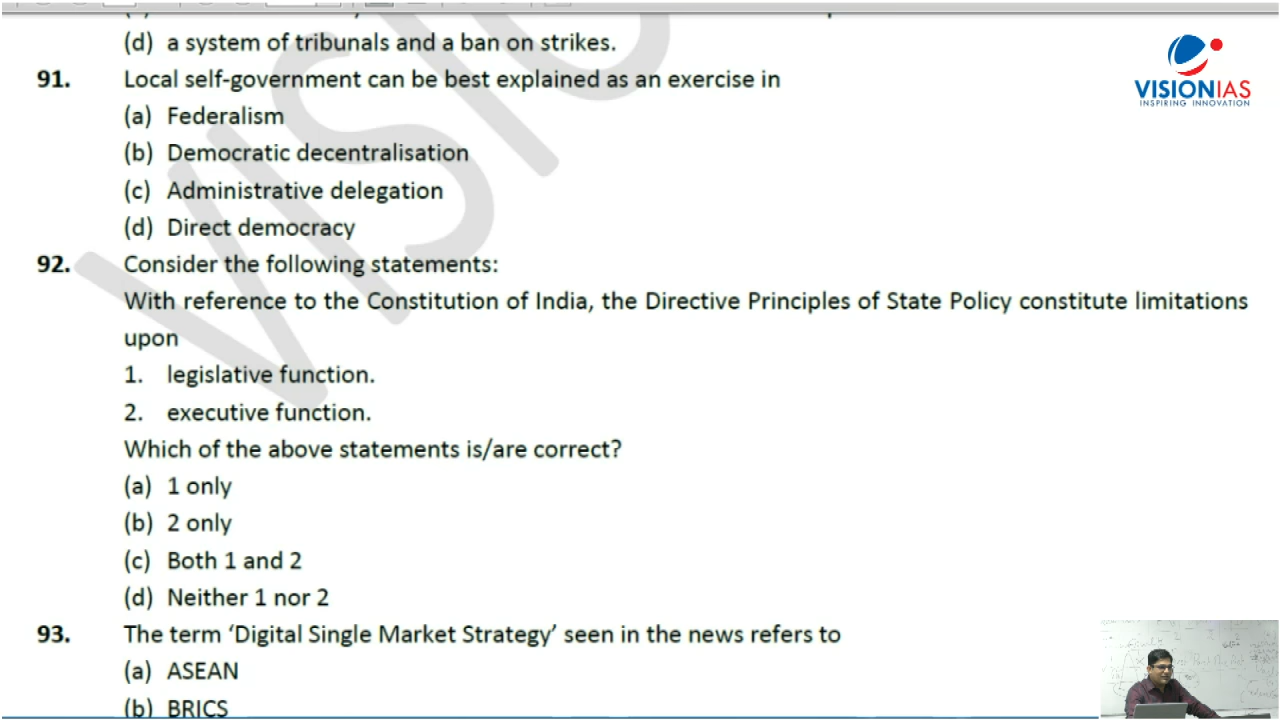 (d) a system of tribunals and a ban on strikes.
VISIONIAS
INSPIRING INNOVATION
91. Local self-government can be best explained as an exercise in
(a) Federalism
(b) Democratic decentralisation
(c) Administrative delegation
(d) Direct democracy
92. Consider the following statements:
With reference to the Constitution of India, the Directive Principles of State Policy constitute limitations
upon
1. legislative function.
2. executive function.
Which of the above statements is/are correct?
(a) 1 only
(b) 2 only
(c) Both 1 and 2
(d) Neither 1 nor 2
93. The term ‘Digital Single Market Strategy’ seen in the news refers to
(a) ASEAN
(b) BRICS